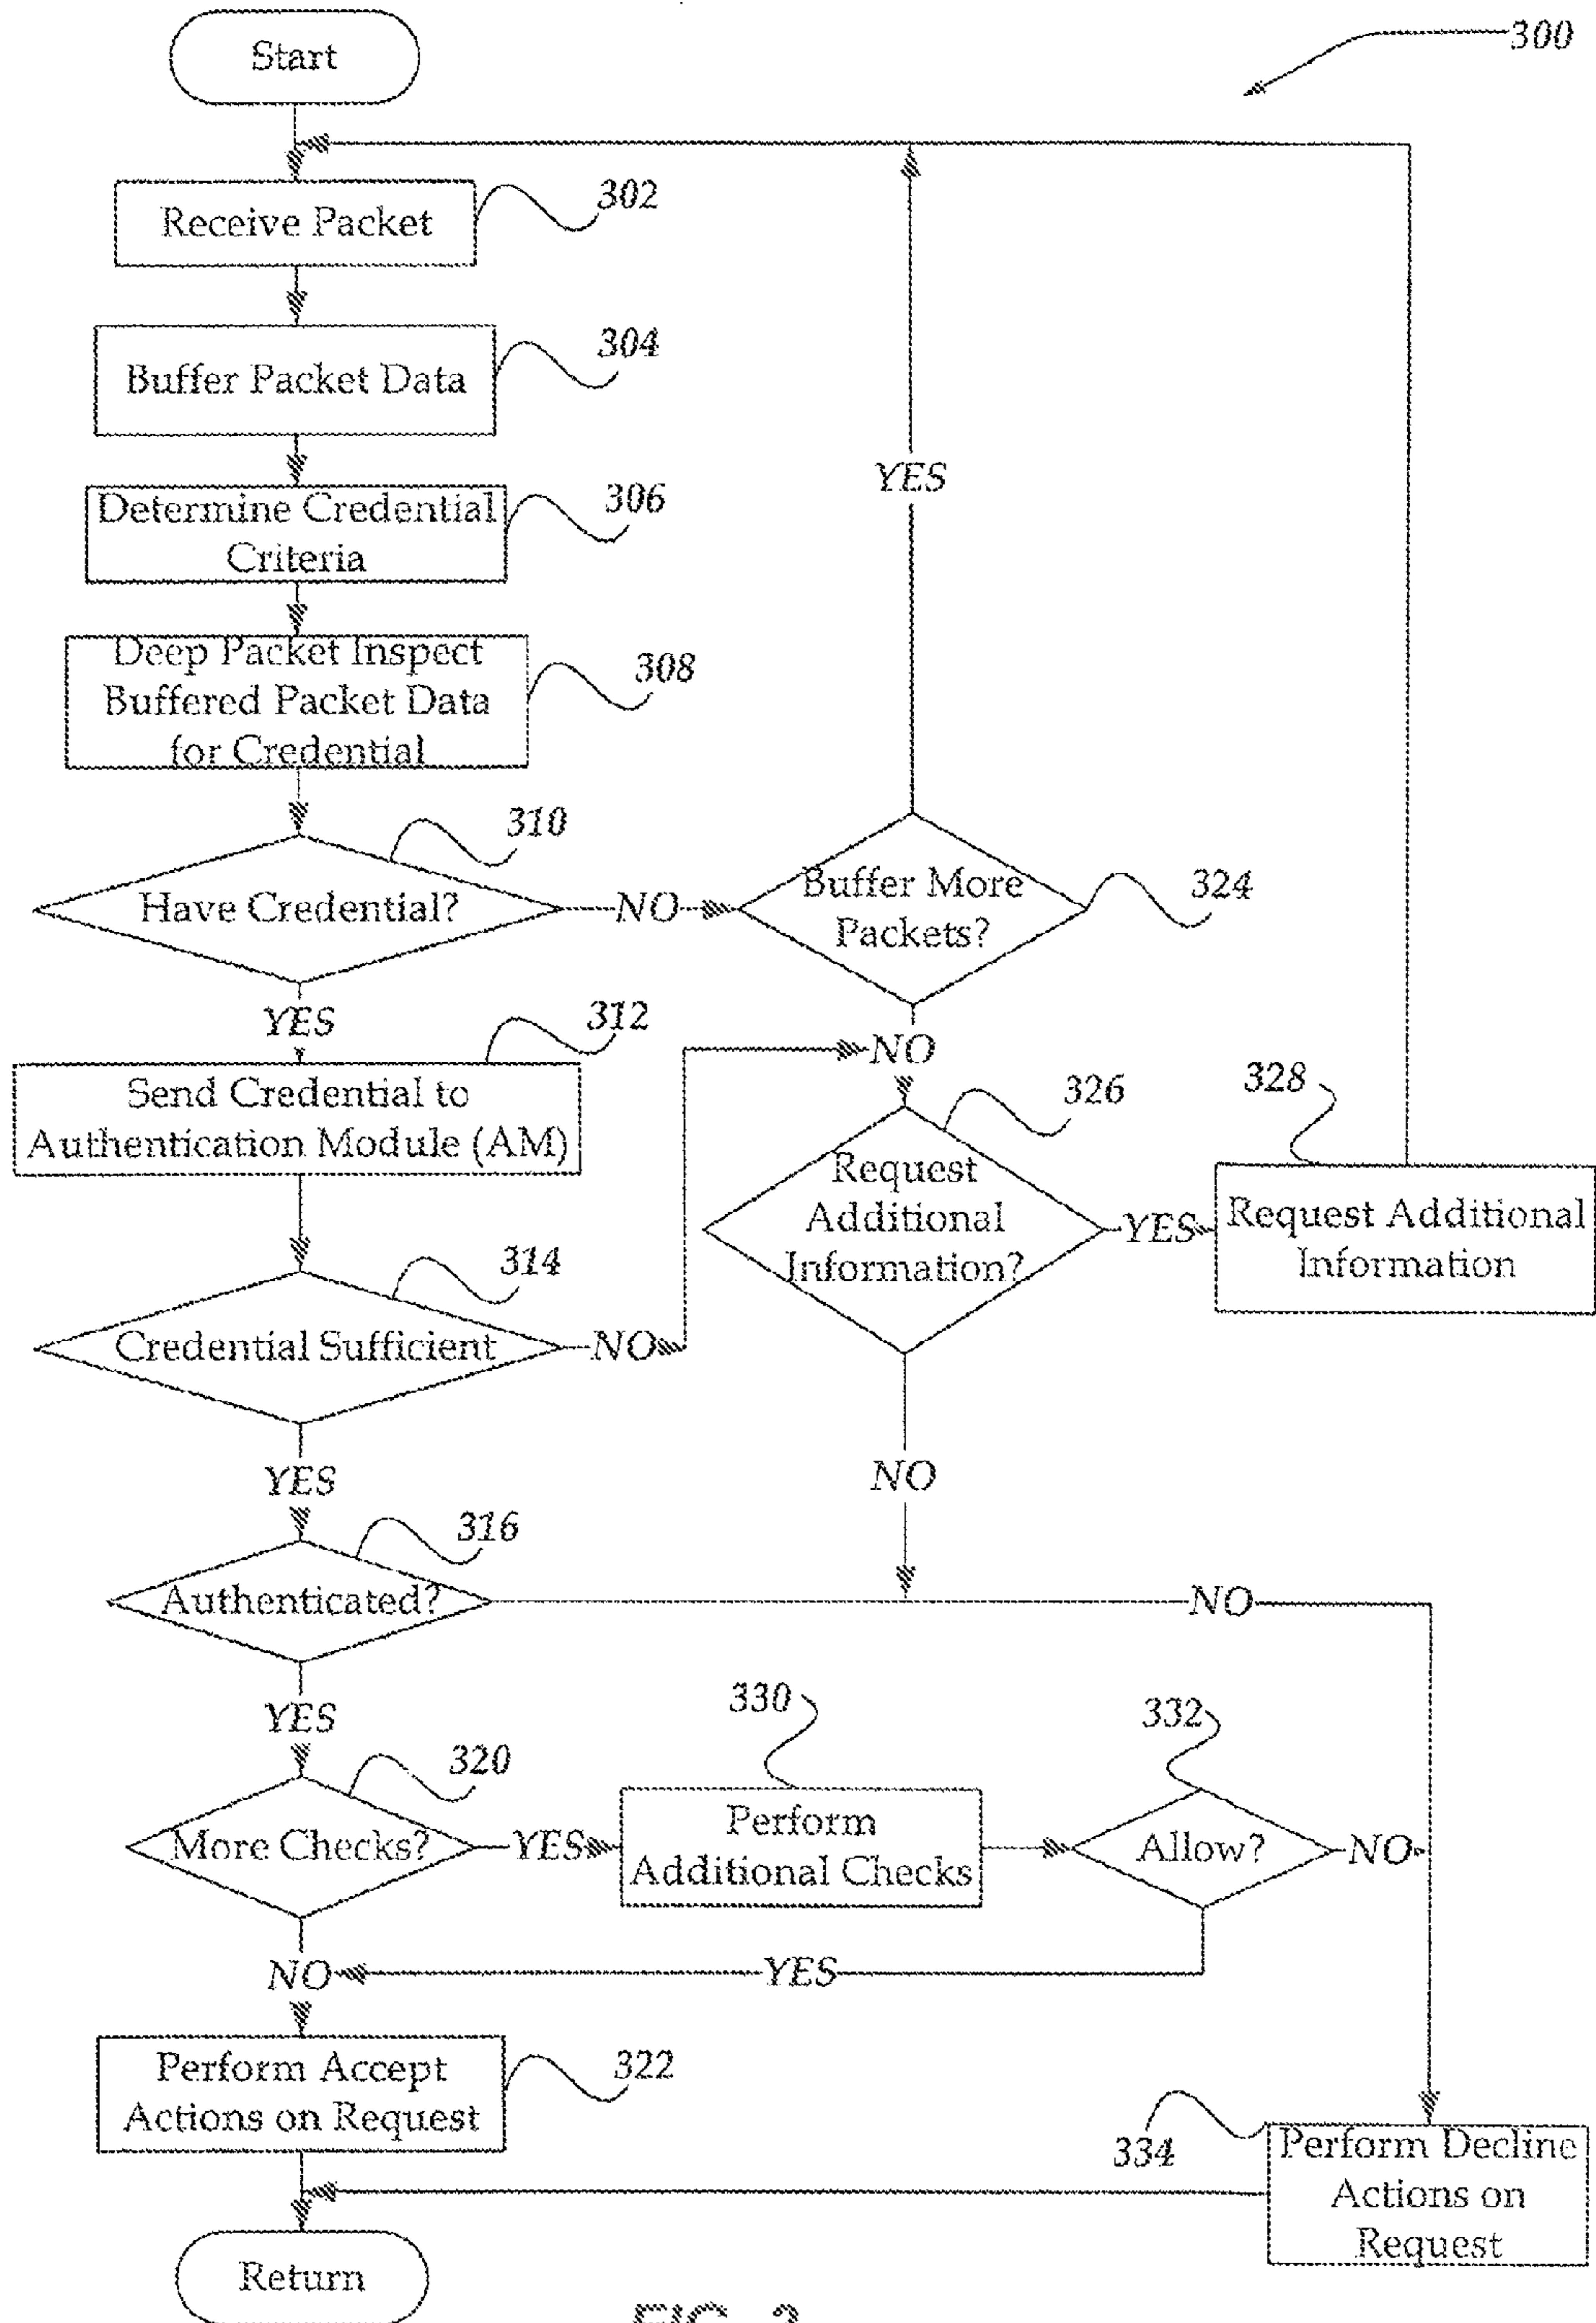 Start
300
Receive Packet
302
Buffer Packet Data
304
Determine Credential
Criteria
306
Deep Packet Inspect
Buffered Packet Data
for Credential
308
YES
Have Credential?
310
NO
Buffer More
Packets?
324
YES
Send Credential to
Authentication Module (AM)
312
NO
Request
Additional
Information?
326
YES
Request Additional
Information
328
Credential Sufficient
314
NO
YES
NO
Authenticated?
316
NO
YES
More Checks?
320
YES
Perform
Additional Checks
330
Allow?
332
NO
NO
YES
Perform Accept
Actions on Request
322
Perform Decline
Actions on
Request
334
Return
FIG. 3